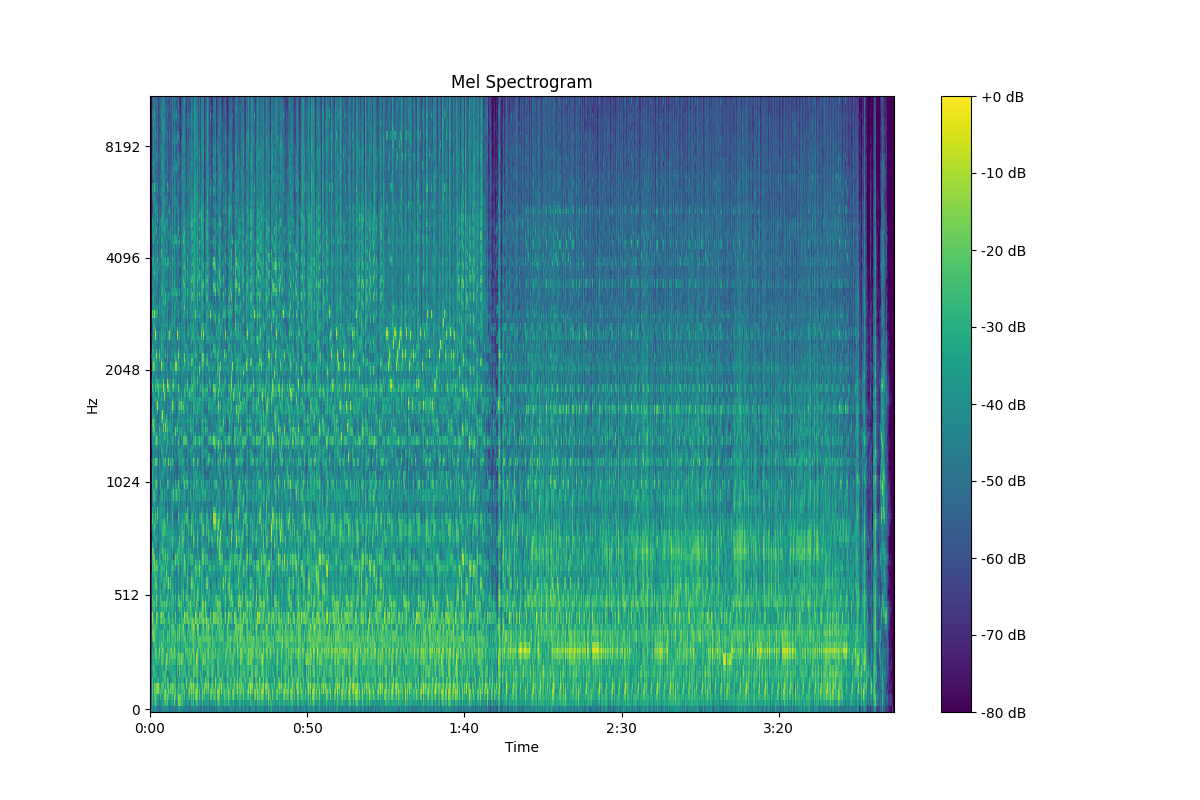 Mel Spectrogram
+0 dB
8192
-10 dB
-20 dB
4096
-30 dB
2048
-40 dB
Hz
1024
-50 dB
-60 dB
512
-70 dB
0
-80 dB
0:00
0:50
1:40
2:30
3:20
Time